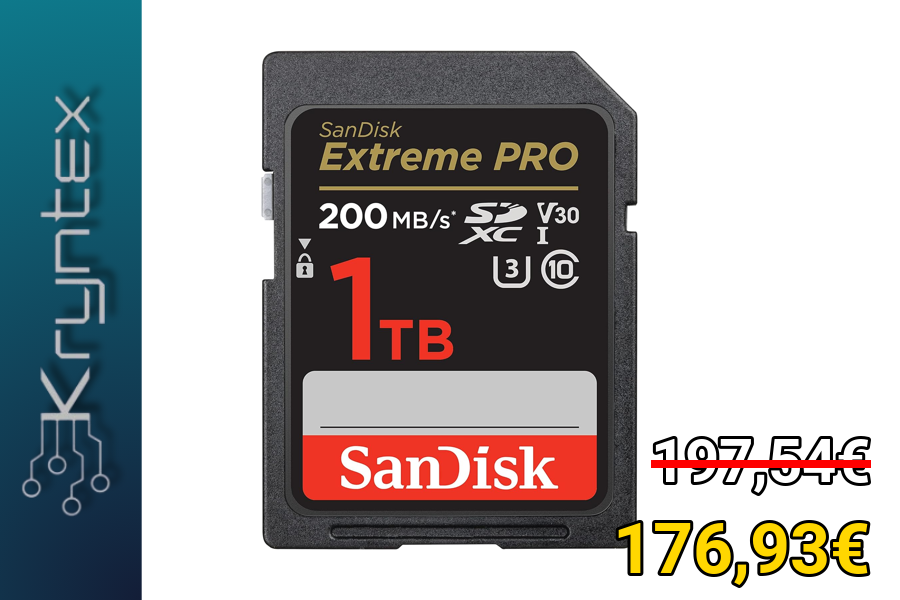 Kryntex
SanDisk
Extreme PRO
200 MB/s*
SD XC V30 I
3 10
1TB
SanDisk
197,54€
176,93€